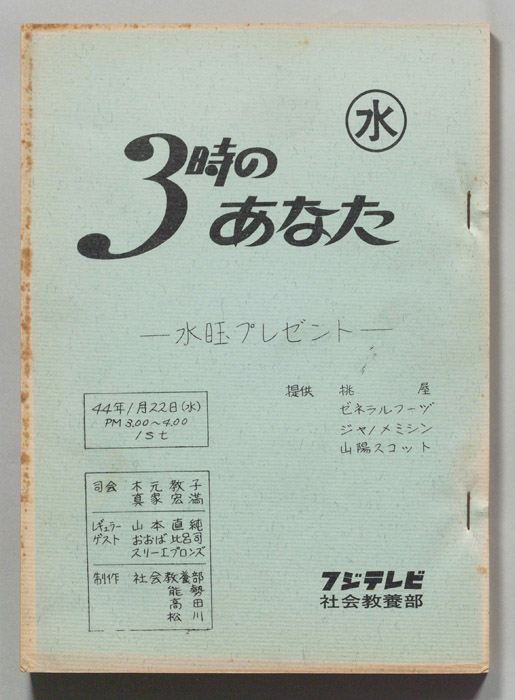 水
3時の
あなた
—水旺プレゼント—
提供 桃屋
ゼネラルフーヅ
ジャノメミシン
山陽スコット
44年1月22日(水)
PM 3.00～4.00
1st
司会 木元教子
真家宏満
レギュラーゲスト 山本直純
おおば比呂司
スリーエプロンズ
制作 社会教養部
能勢
高田
松川
フジテレビ
社会教養部